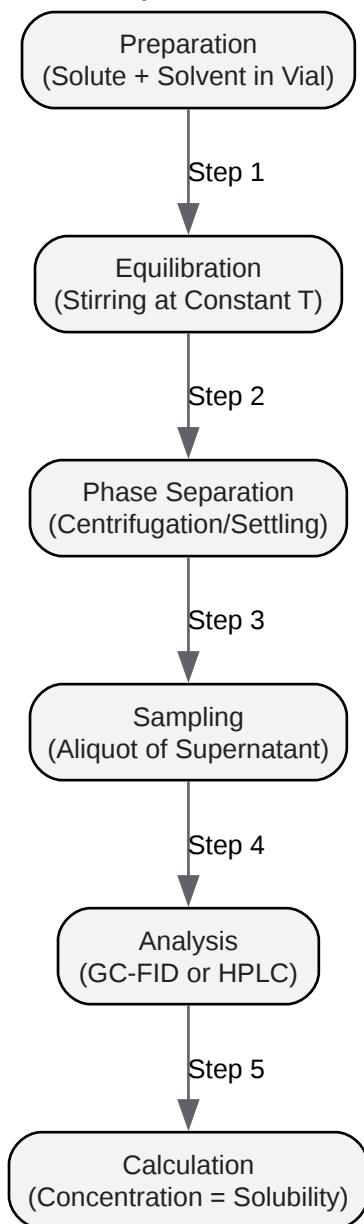 Preparation
(Solute + Solvent in Vial)
Step 1
Equilibration
(Stirring at Constant T)
Step 2
Phase Separation
(Centrifugation/Settling)
Step 3
Sampling
(Aliquot of Supernatant)
Step 4
Analysis
(GC-FID or HPLC)
Step 5
Calculation
(Concentration = Solubility)